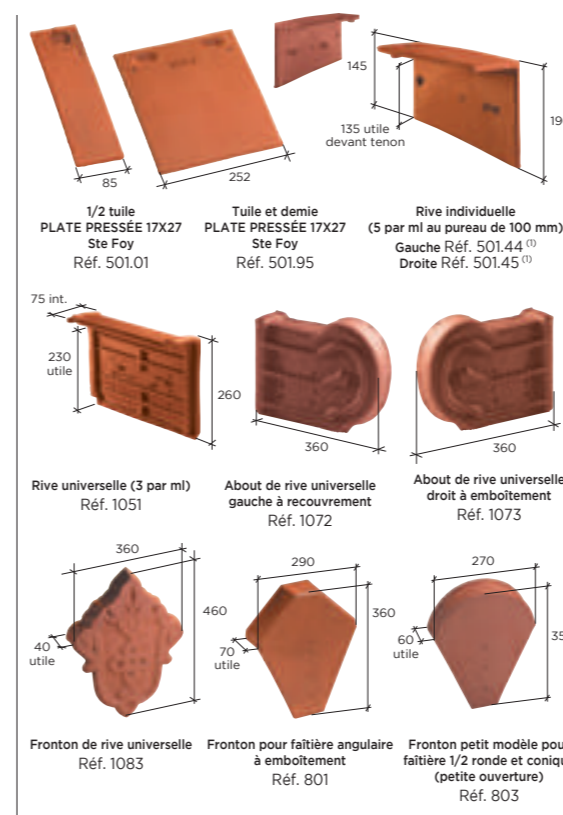 145
190
135 utile
devant tenon
85
252
1/2 tuile
PLATE PRESSÉE 17X27
Ste Foy
Réf. 501.01
Tuile et demie
PLATE PRESSÉE 17X27
Ste Foy
Réf. 501.95
Rive individuelle
(5 par ml au pureau de 100 mm)
Gauche Réf. 501.44 (1)
Droite Réf. 501.45 (1)
75 int.
230
utile
260
360
360
Rive universelle (3 par ml)
Réf. 1051
About de rive universelle
gauche à recouvrement
Réf. 1072
About de rive universelle
droit à emboîtement
Réf. 1073
360
460
40
utile
290
360
70
utile
270
60
utile
Fronton de rive universelle
Réf. 1083
Fronton pour faîtière angulaire
à emboîtement
Réf. 801
Fronton petit modèle pou
faîtière 1/2 ronde et coniqu
(petite ouverture)
Réf. 803